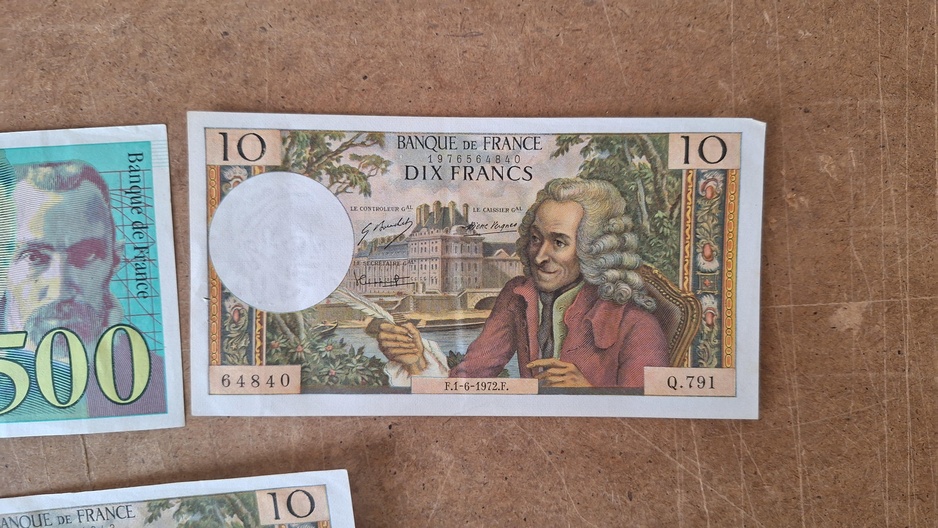 10
BANQUE DE FRANCE
10
1976564840
DIX FRANCS
LE CONTROLEUR GAL
LE CAISSIER GAL
LE SECRÉTAIRE GAL
64840
F.1-6-1972.F.
Q.791
Banque de France
500
BANQUE DE FRANCE
10